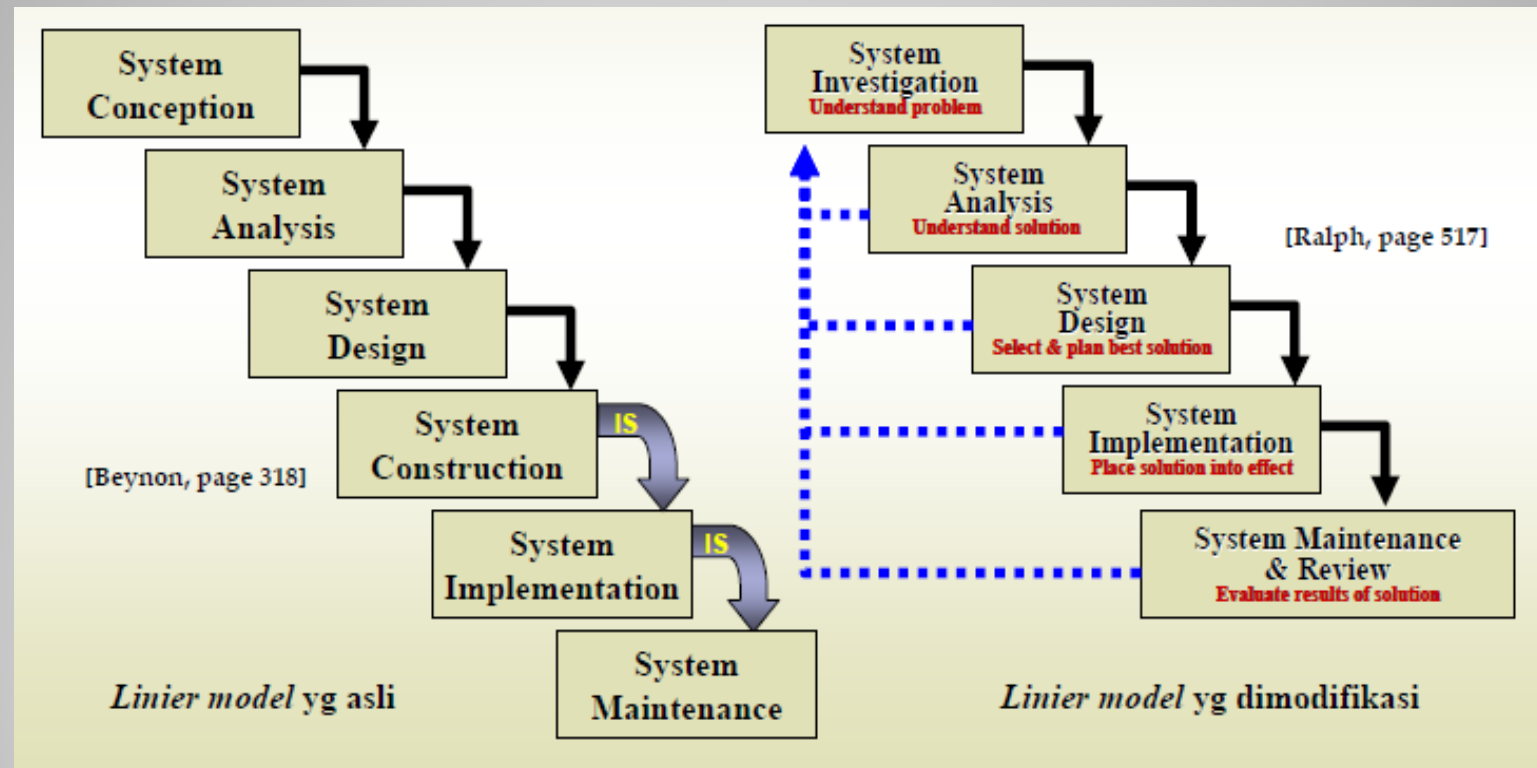 System
Conception
System
Analysis
System
Design
System
Construction
IS
[Beynon, page 318]
System
Implementation
IS
System
Maintenance
Linier model yg asli
System
Investigation
Understand problem
System
Analysis
Understand solution
[Ralph, page 517]
System
Design
Select & plan best solution
System
Implementation
Place solution into effect
System Maintenance
& Review
Evaluate results of solution
Linier model yg dimodifikasi